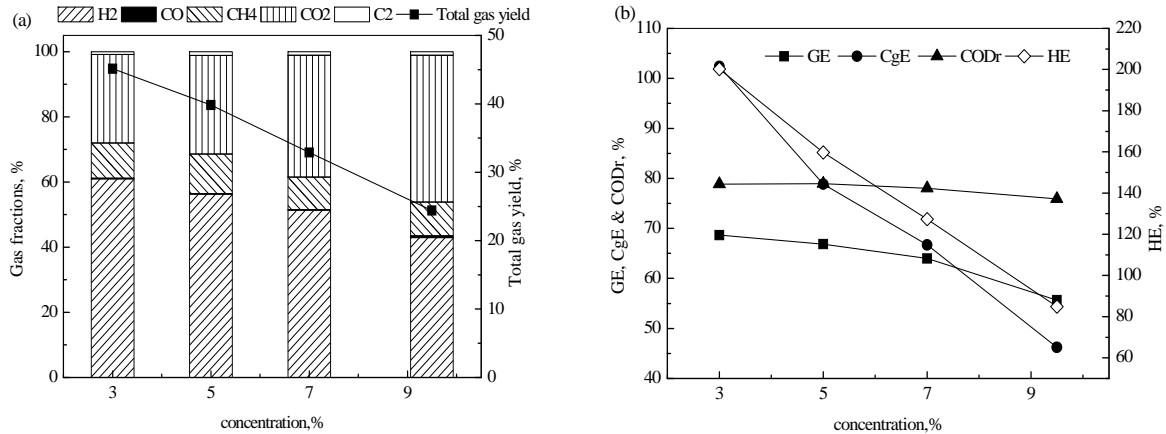 (a)
H2 CO CH4 CO2 C2 Total gas yield
100
80
60
40
20
0
Gas fractions, %
50
40
30
20
10
0
Total gas yield, %
3 5 7 9
concentration,%
(b)
GE CgE CODr HE
110
100
90
80
70
60
50
40
GE, CgE & CODr, %
220
200
180
160
140
120
100
80
60
HE, %
3 5 7 9
concentration,%